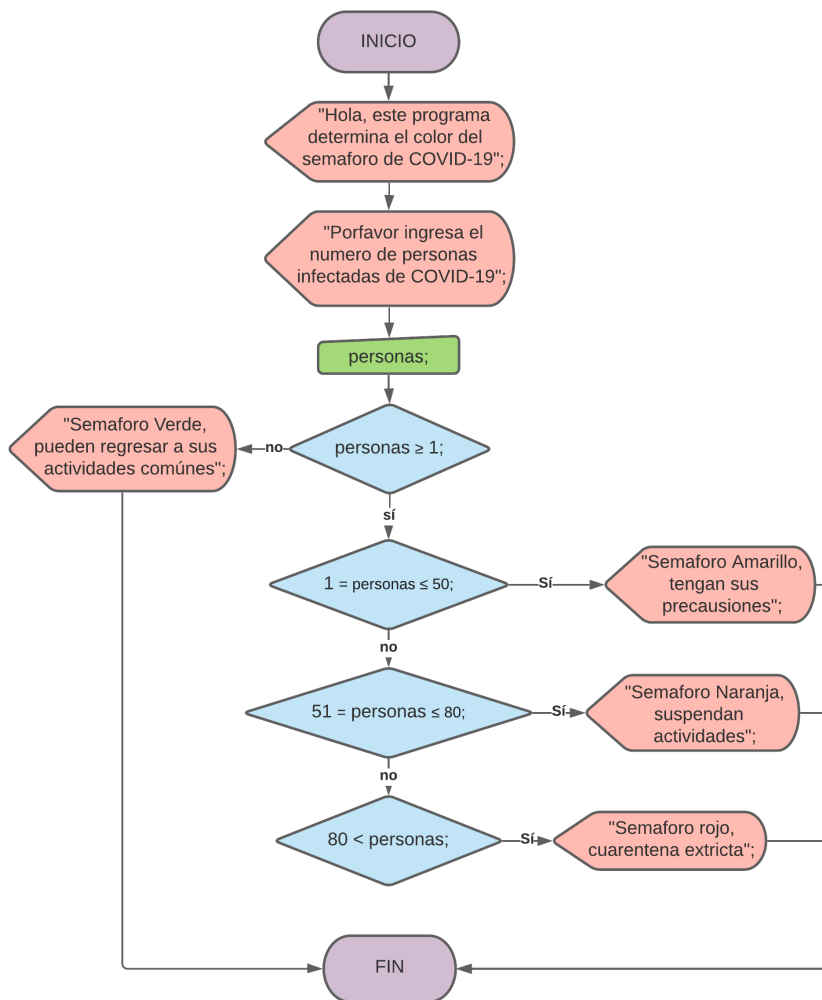 INICIO
"Hola, este programa
determina el color del
semaforo de COVID-19";
"Porfavor ingresa el
numero de personas
infectadas de COVID-19";
personas;
personas ≥ 1;
no
"Semaforo Verde,
pueden regresar a sus
actividades comúnes";
sí
1 = personas ≤ 50;
Sí
"Semaforo Amarillo,
tengan sus
precausiones";
no
51 = personas ≤ 80;
Sí
"Semaforo Naranja,
suspendan
actividades";
no
80 < personas;
Sí
"Semaforo rojo,
cuarentena extricta";
FIN